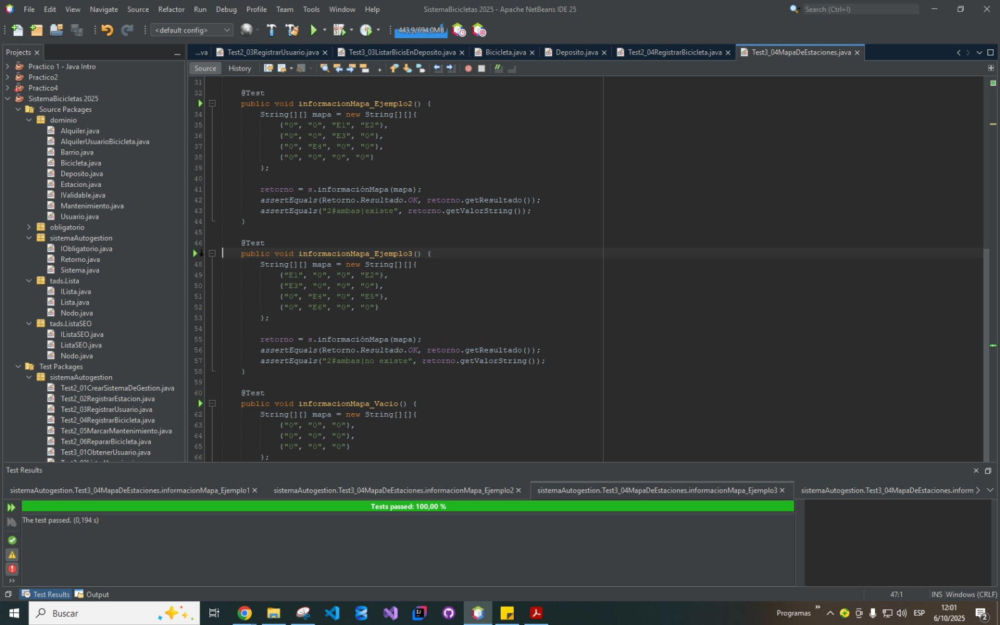 File Edit View Navigate Source Refactor Run Debug Profile Team Tools Window Help
SistemaBicicletas 2025 - Apache NetBeans IDE 25
Search (Ctrl+I)
<default config>
443,9/694,0MB
Projects
...va
Test2_03RegistrarUsuario.java
Test3_03ListarBicisEnDeposito.java
Bicicleta.java
Deposito.java
Test2_04RegistrarBicicleta.java
Test3_04MapaDeEstaciones.java
Source History
Practico 1 - Java Intro
Practico2
Practico4
SistemaBicicletas 2025
Source Packages
dominio
Alquiler.java
AlquilerUsuarioBicicleta.java
Barrio.java
Bicicleta.java
Deposito.java
Estacion.java
IValidable.java
Mantenimiento.java
Usuario.java
obligatorio
sistemaAutogestion
IObligatorio.java
Retorno.java
Sistema.java
tads.Lista
ILista.java
Lista.java
Nodo.java
tads.ListaSEO
IListaSEO.java
ListaSEO.java
Nodo.java
Test Packages
sistemaAutogestion
Test2_01CrearSistemaDeGestion.java
Test2_02RegistrarEstacion.java
Test2_03RegistrarUsuario.java
Test2_04RegistrarBicicleta.java
Test2_05MarcarMantenimiento.java
Test2_06RepararBicicleta.java
Test3_01ObtenerUsuario.java
31
32 @Test
public void informacionMapa_Ejemplo2() {
34 String[][] mapa = new String[][]{
35 {"0", "0", "E1", "E2"},
36 {"0", "0", "E3", "0"},
37 {"0", "E4", "0", "0"},
38 {"0", "0", "0", "0"}
39 };
40
41 retorno = s.informaciónMapa(mapa);
42 assertEquals(Retorno.Resultado.OK, retorno.getResultado());
43 assertEquals("2#ambas|existe", retorno.getValorString());
44 }
45
46 @Test
public void informacionMapa_Ejemplo3() {
48 String[][] mapa = new String[][]{
49 {"E1", "0", "0", "E2"},
50 {"E3", "0", "0", "0"},
51 {"0", "E4", "0", "E5"},
52 {"0", "E6", "0", "0"}
53 };
54
55 retorno = s.informaciónMapa(mapa);
56 assertEquals(Retorno.Resultado.OK, retorno.getResultado());
57 assertEquals("2#ambas|no existe", retorno.getValorString());
58 }
59
60 @Test
public void informacionMapa_Vacio() {
62 String[][] mapa = new String[][]{
63 {"0", "0", "0"},
64 {"0", "0", "0"},
65 {"0", "0", "0"}
66 };
Test Results
sistemaAutogestion.Test3_04MapaDeEstaciones.informacionMapa_Ejemplo1
sistemaAutogestion.Test3_04MapaDeEstaciones.informacionMapa_Ejemplo2
sistemaAutogestion.Test3_04MapaDeEstaciones.informacionMapa_Ejemplo3
sistemaAutogestion.Test3_04MapaDeEstaciones.inform
Tests passed: 100,00 %
The test passed. (0,194 s)
Test Results Output
47:1 INS Windows (CRLF)
Buscar
Programas
ESP
12:01
6/10/2025
2